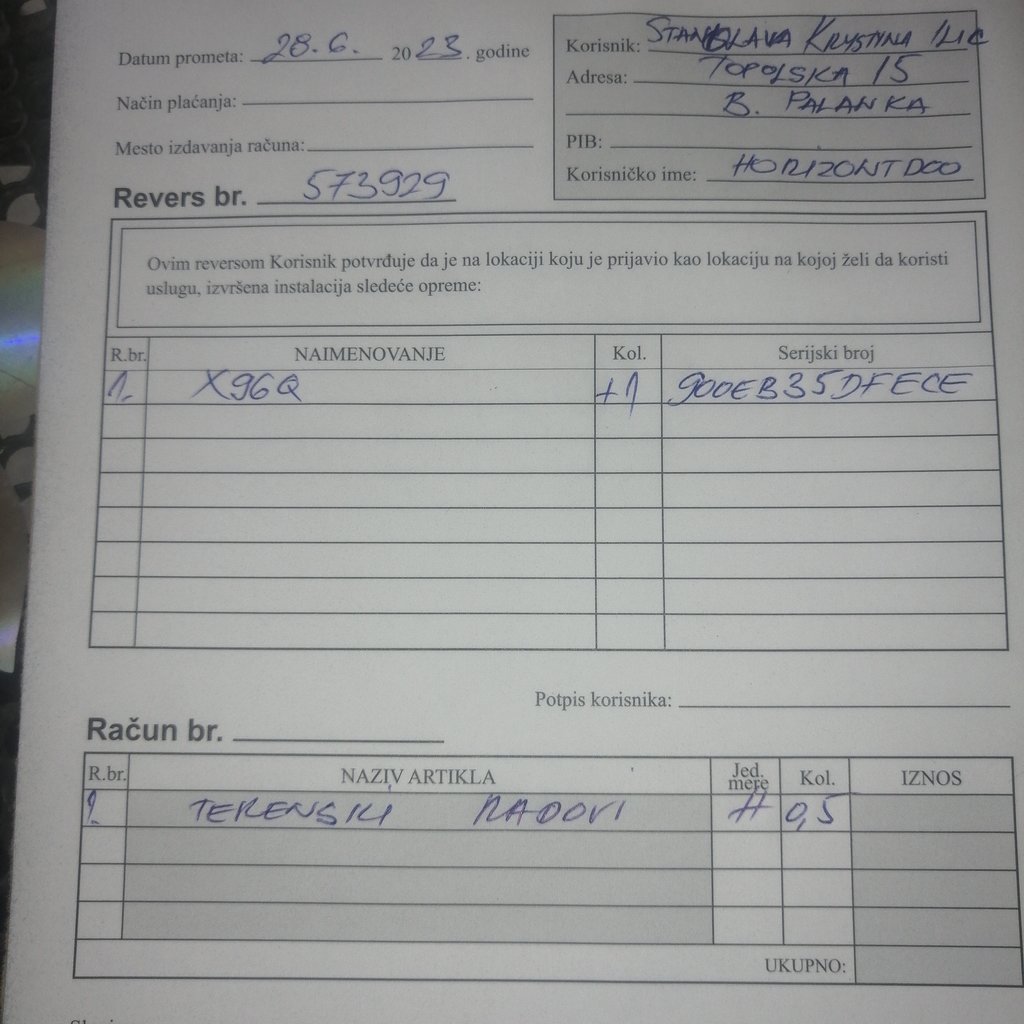 Datum prometa: 28.6. 2023. godine
Način plaćanja:
Mesto izdavanja računa:
Revers br. 573929
Korisnik: STANISLAVA KRYSTINA ILIC
Adresa: TOPOLSKA 15
B. PALANKA
PIB:
Korisničko ime: HORIZONT DOO
Ovim reversom Korisnik potvrđuje da je na lokaciji koju je prijavio kao lokaciju na kojoj želi da koristi
uslugu, izvršena instalacija sledeće opreme:
R.br. NAIMENOVANJE Kol. Serijski broj
1. X96Q +1 900EB35DFECE
Potpis korisnika:
Račun br.
R.br. NAZIV ARTIKLA Jed. mere Kol. IZNOS
1. TERENSKI RADOVI H 0,5
UKUPNO: